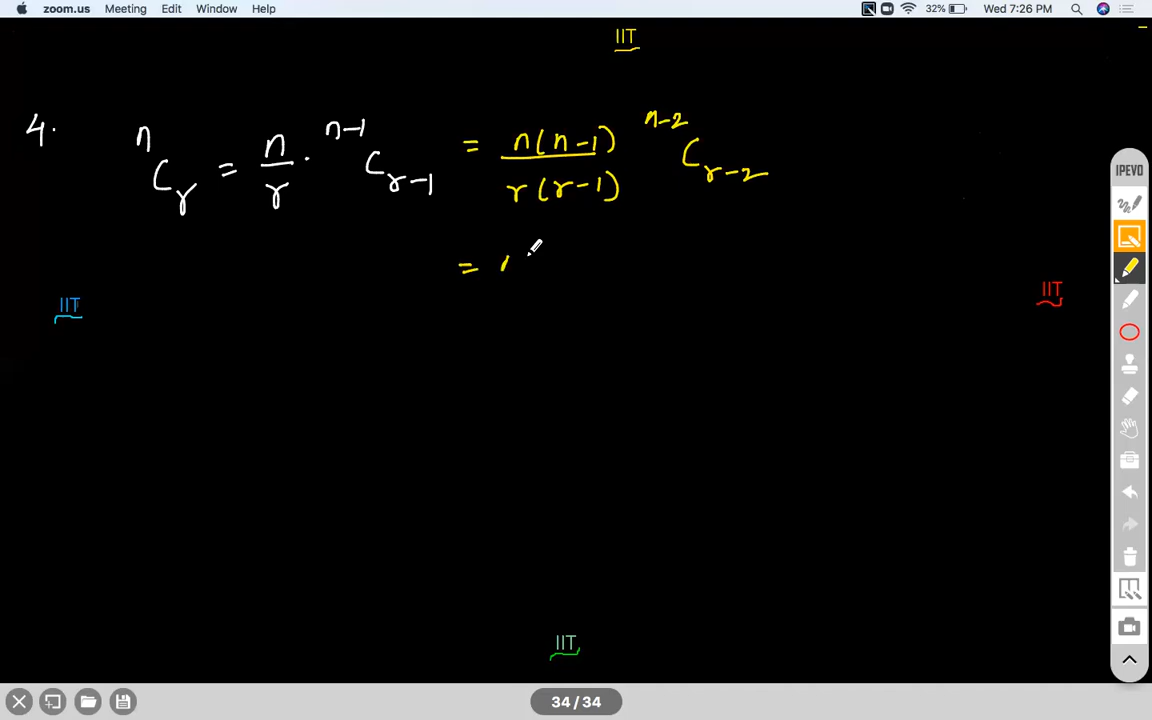 zoom.us Meeting Edit Window Help 32% Wed 7:26 PM
IIT
4. ⁿCᵣ = n/r · ⁿ⁻¹Cᵣ₋₁ = n(n-1)/r(r-1) ⁿ⁻²Cᵣ₋₂
IPEVO
=
IIT
IIT
IIT
34 / 34